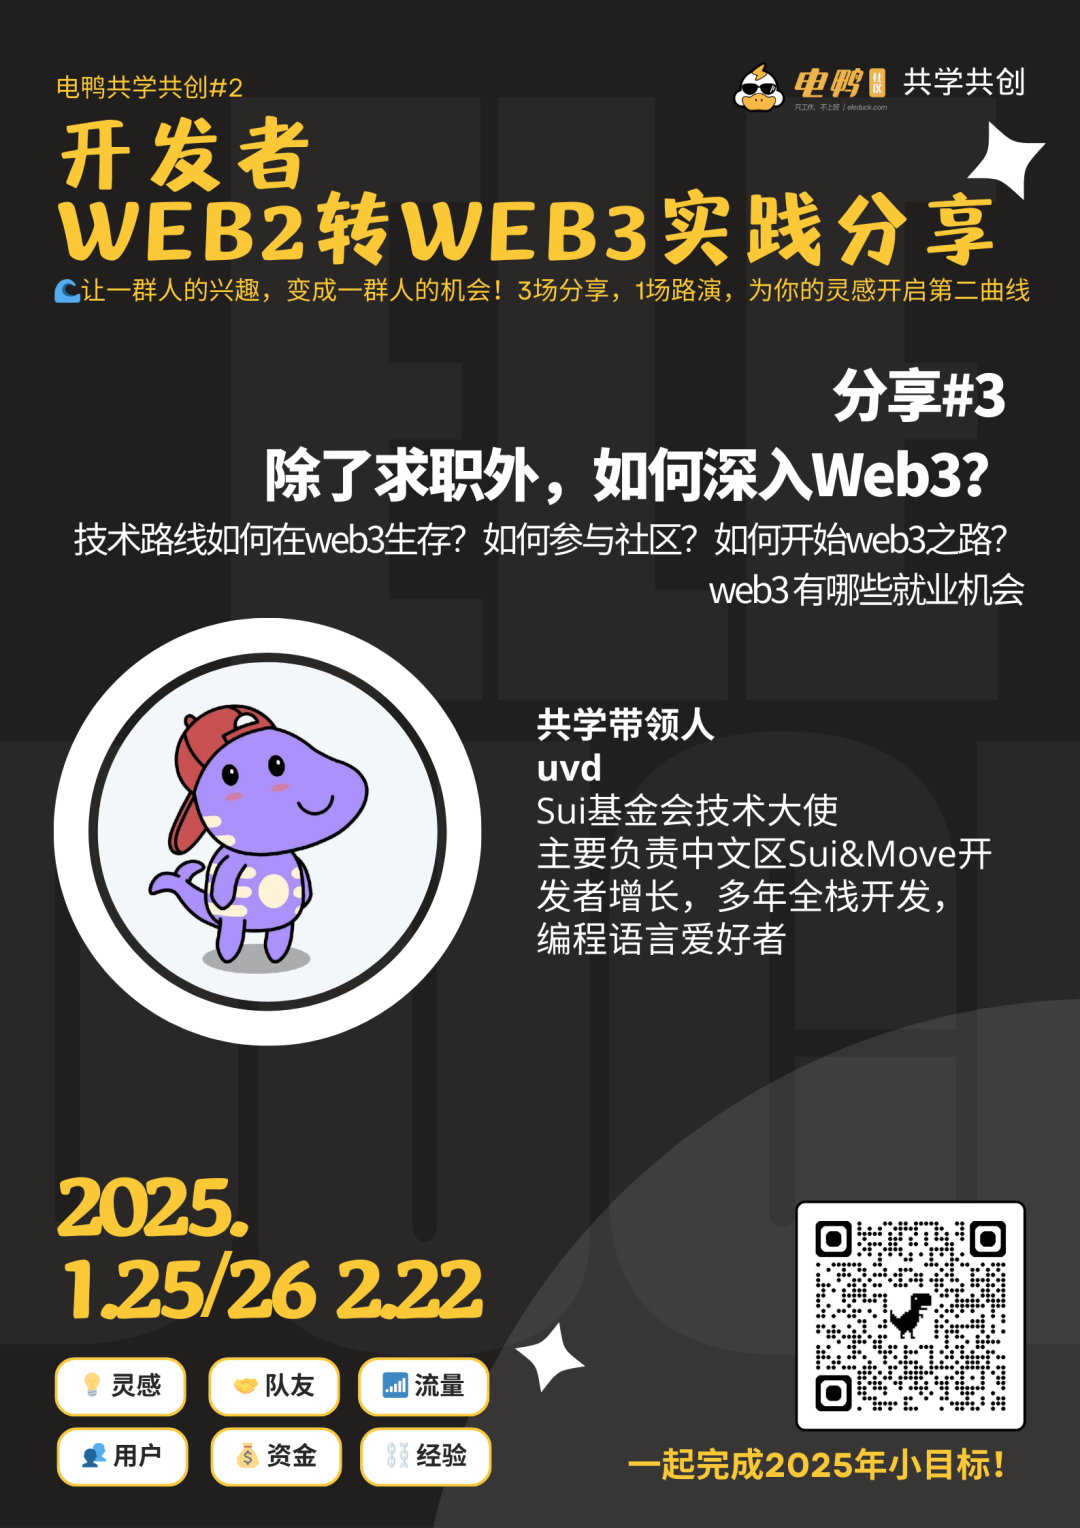 电鸭共学共创#2
电鸭社区 共学共创
只工作，不上班 | eleduck.com
开发者
WEB2转WEB3实践分享
🌊让一群人的兴趣，变成一群人的机会！3场分享，1场路演，为你的灵感开启第二曲线
分享#3
除了求职外，如何深入Web3？
技术路线如何在web3生存？如何参与社区？如何开始web3之路？
web3 有哪些就业机会
共学带领人
uvd
Sui基金会技术大使
主要负责中文区Sui&Move开
发者增长，多年全栈开发，
编程语言爱好者
2025.
1.25/26 2.22
💡 灵感 🤝 队友 📶 流量
👥 用户 💰 资金 ⛓ 经验
一起完成2025年小目标！
ELE
DUCK